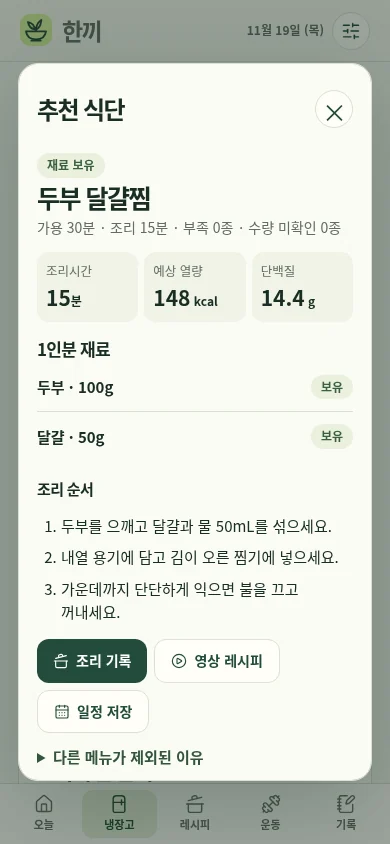 한끼
11월 19일 (목)
추천 식단
재료 보유
두부 달걀찜
가용 30분 · 조리 15분 · 부족 0종 · 수량 미확인 0종
조리시간
15분
예상 열량
148 kcal
단백질
14.4 g
1인분 재료
두부 · 100g
보유
달걀 · 50g
보유
조리 순서
1. 두부를 으깨고 달걀과 물 50mL를 섞으세요.
2. 내열 용기에 담고 김이 오른 찜기에 넣으세요.
3. 가운데까지 단단하게 익으면 불을 끄고
꺼내세요.
조리 기록
영상 레시피
일정 저장
▶ 다른 메뉴가 제외된 이유
오늘
냉장고
레시피
운동
기록